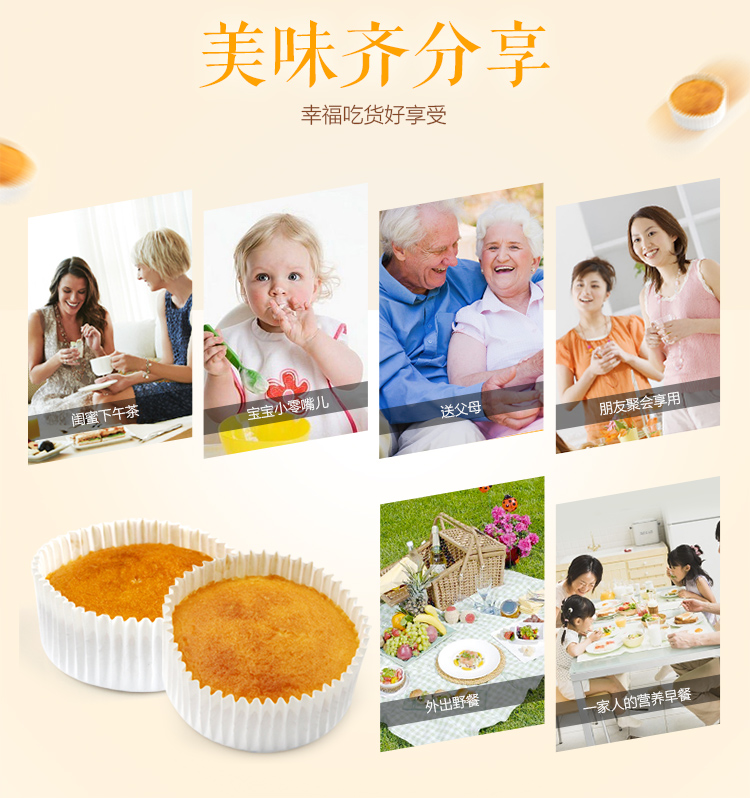 美味齐分享
幸福吃货好享受
闺蜜下午茶
宝宝小零嘴儿
送父母
朋友聚会享用
外出野餐
一家人的营养早餐